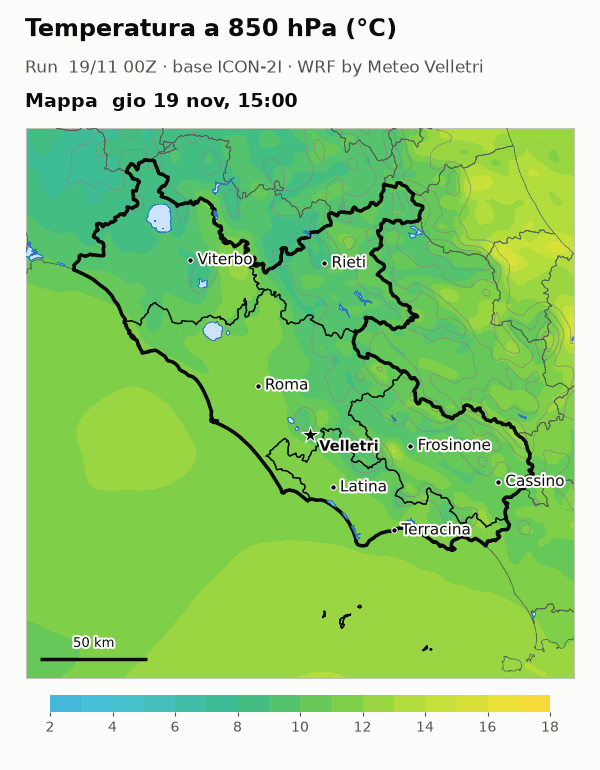 Temperatura a 850 hPa (°C)
Run  19/11 00Z · base ICON-2I · WRF by Meteo Velletri
Mappa  gio 19 nov, 15:00
Viterbo
Rieti
Roma
Velletri
Frosinone
Cassino
Latina
Terracina
50 km
2 4 6 8 10 12 14 16 18